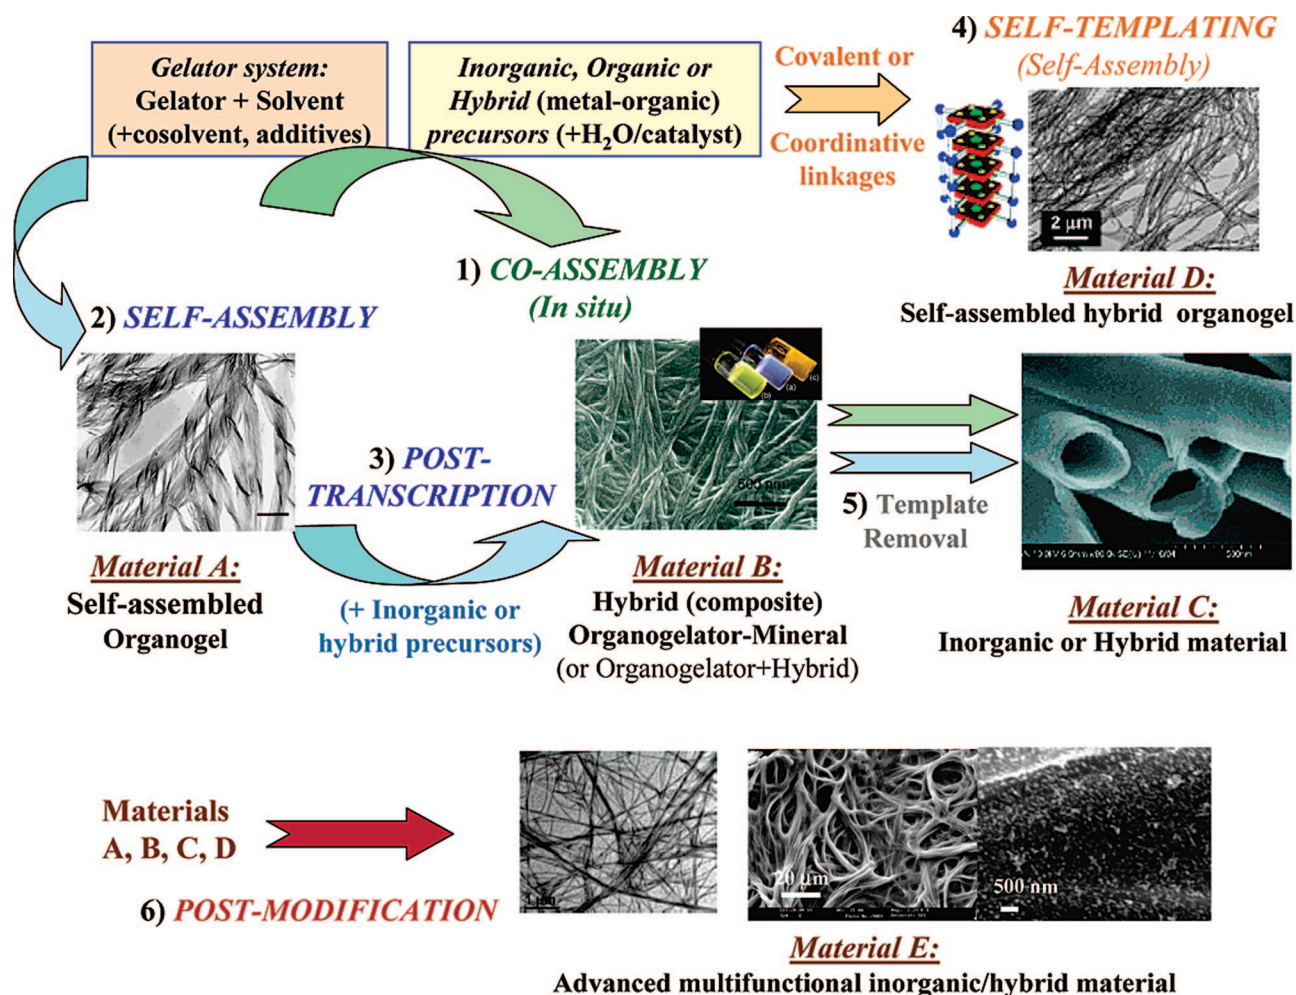 Gelator system:
Gelator + Solvent
(+cosolvent, additives)
Inorganic, Organic or
Hybrid (metal-organic)
precursors (+H₂O/catalyst)
Covalent or
Coordinative
linkages
4) SELF-TEMPLATING
(Self-Assembly)
2 μm
Material D:
Self-assembled hybrid organogel
1) CO-ASSEMBLY
(In situ)
2) SELF-ASSEMBLY
Material A:
Self-assembled
Organogel
3) POST-
TRANSCRIPTION
(+ Inorganic or
hybrid precursors)
(c)
(a)
(b)
500 nm
Material B:
Hybrid (composite)
Organogelator-Mineral
(or Organogelator+Hybrid)
5) Template
Removal
500nm
Material C:
Inorganic or Hybrid material
Materials
A, B, C, D
6) POST-MODIFICATION
1 μm
20 μm
500 nm
Material E:
Advanced multifunctional inorganic/hybrid material